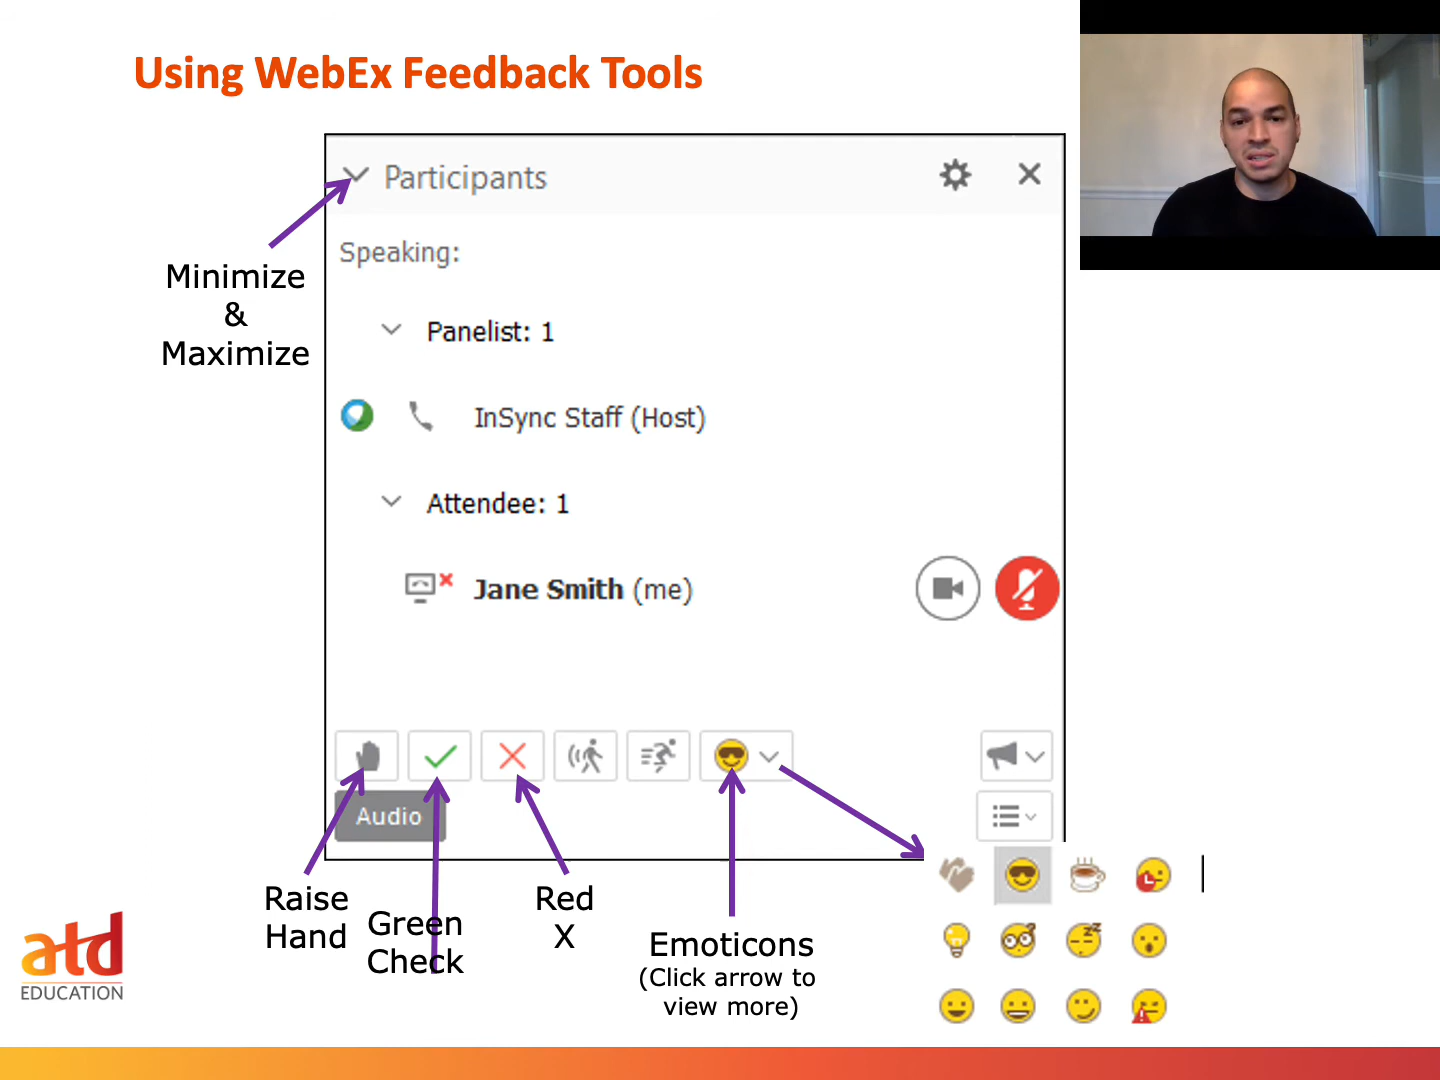 Using WebEx Feedback Tools
Participants
Speaking:
Minimize
&
Maximize
Panelist: 1
InSync Staff (Host)
Attendee: 1
Jane Smith (me)
Audio
Raise
Hand
Green
Check
Red
X
Emoticons
(Click arrow to
view more)
atd
EDUCATION